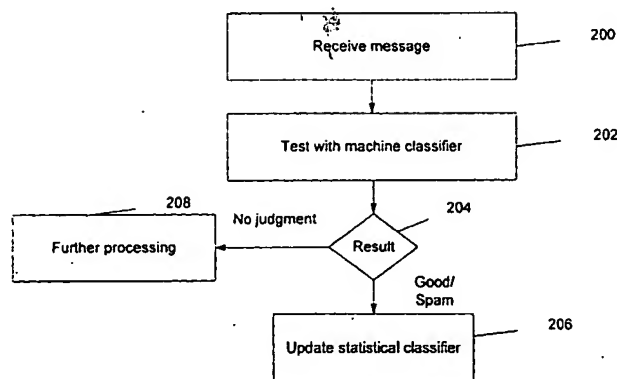 Receive message
200
Test with machine classifier
202
204
208
No judgment
Result
Further processing
Good/
Spam
206
Update statistical classifier